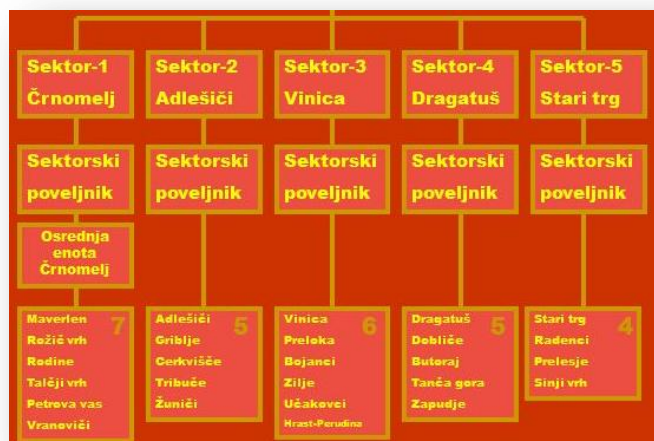 Sektor-1
Črnomelj
Sektor-2
Adlešiči
Sektor-3
Vinica
Sektor-4
Dragatuš
Sektor-5
Stari trg
Sektorski
poveljnik
Sektorski
poveljnik
Sektorski
poveljnik
Sektorski
poveljnik
Sektorski
poveljnik
Osrednja
enota
Črnomelj
7
Maverlen
Rožič vrh
Rodine
Talčji vrh
Petrova vas
Vranoviči
5
Adlešiči
Griblje
Cerkvišče
Tribuče
Žuniči
6
Vinica
Preloka
Bojanci
Zilje
Učakovci
Hrast-Perudina
5
Dragatuš
Dobliče
Butoraj
Tanča gora
Zapudje
4
Stari trg
Radenci
Prelesje
Sinji vrh